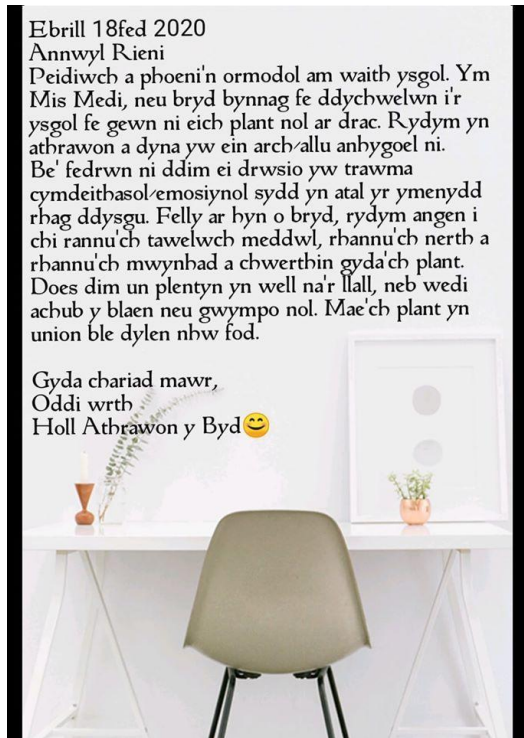 Ebrill 18fed 2020
Annwyl Rieni
Peidiwch a phoeni'n ormodol am waith ysgol. Ym
Mis Medi, neu bryd bynnag fe ddychwelwn i'r
ysgol fe gewn ni eich plant nol ar drac. Rydym yn
athrawon a dyna yw ein arch/allu anhygoel ni.
Be' fedrwn ni ddim ei drwsio yw trawma
cymdeithasol/emosiynol sydd yn atal yr ymenydd
rhag ddysgu. Felly ar hyn o bryd, rydym angen i
chi rannu'ch tawelwch meddwl, rhannu'ch nerth a
rhannu'ch mwynhad a chwerthin gyda'ch plant.
Does dim un plentyn yn well na'r llall, neb wedi
achub y blaen neu gwympo nol. Mae'ch plant yn
union ble dylen nhw fod.
Gyda chariad mawr,
Oddi wrth
Holl Athrawon y Byd😊